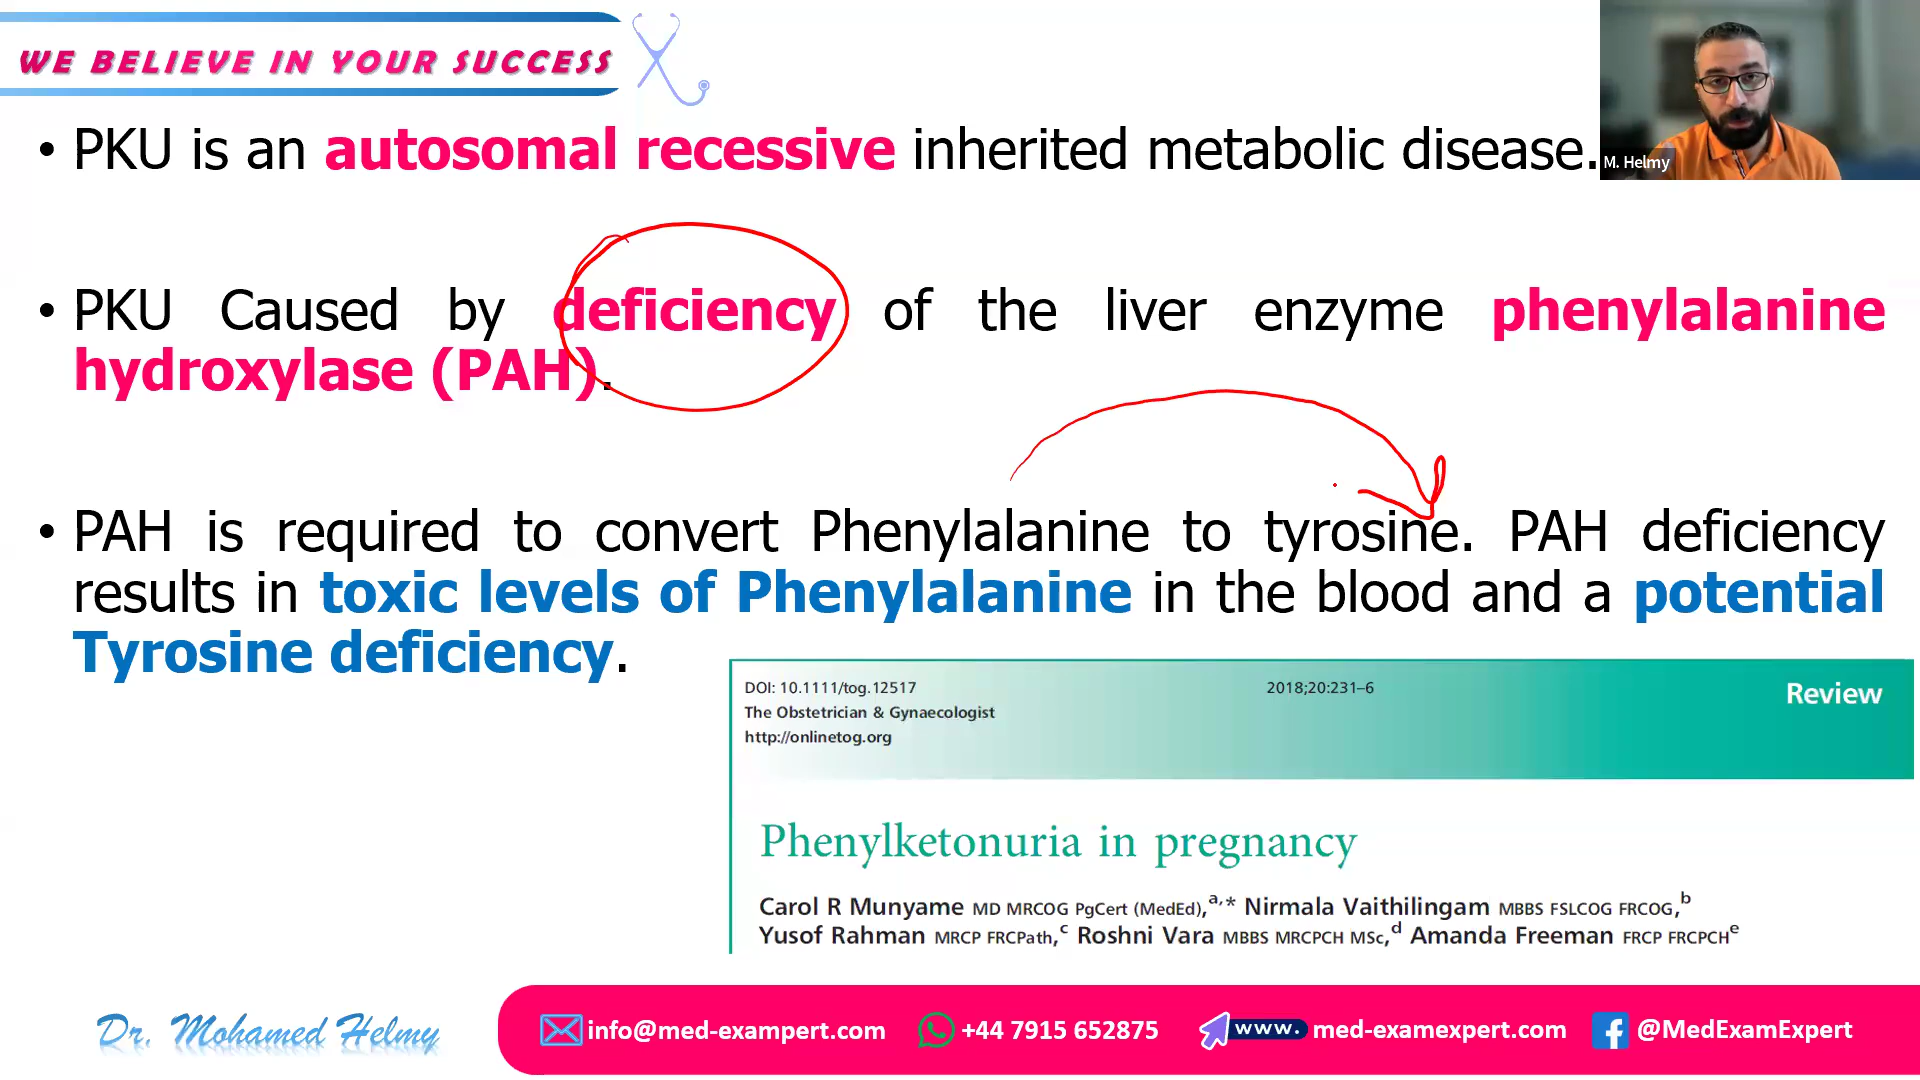 WE BELIEVE IN YOUR SUCCESS
M. Helmy
• PKU is an autosomal recessive inherited metabolic disease.
• PKU Caused by deficiency of the liver enzyme phenylalanine
hydroxylase (PAH).
• PAH is required to convert Phenylalanine to tyrosine. PAH deficiency
results in toxic levels of Phenylalanine in the blood and a potential
Tyrosine deficiency.
DOI: 10.1111/tog.12517 2018;20:231–6 Review
The Obstetrician & Gynaecologist
http://onlinetog.org
Phenylketonuria in pregnancy
Carol R Munyame MD MRCOG PgCert (MedEd),a,* Nirmala Vaithilingam MBBS FSLCOG FRCOG,b
Yusof Rahman MRCP FRCPath,c Roshni Vara MBBS MRCPCH MSc,d Amanda Freeman FRCP FRCPCHe
Dr. Mohamed Helmy info@med-exampert.com +44 7915 652875 www. med-examexpert.com @MedExamExpert